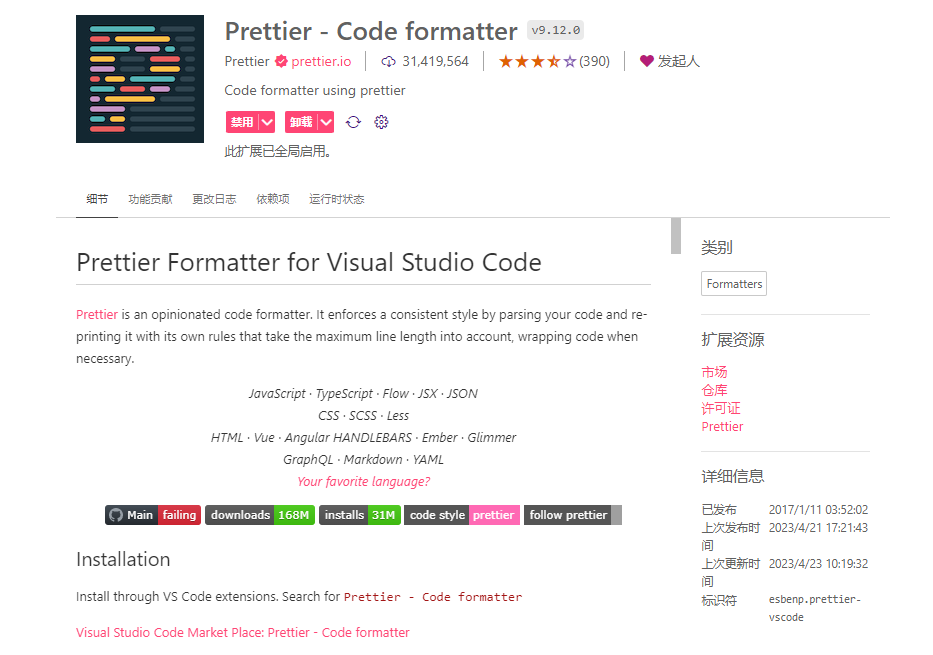 Prettier - Code formatter v9.12.0
Prettier prettier.io 31,419,564 (390) 发起人
Code formatter using prettier
禁用 卸载
此扩展已全局启用。
细节 功能贡献 更改日志 依赖项 运行时状态
Prettier Formatter for Visual Studio Code
Prettier is an opinionated code formatter. It enforces a consistent style by parsing your code and re-
printing it with its own rules that take the maximum line length into account, wrapping code when
necessary.
JavaScript · TypeScript · Flow · JSX · JSON
CSS · SCSS · Less
HTML · Vue · Angular HANDLEBARS · Ember · Glimmer
GraphQL · Markdown · YAML
Your favorite language?
Main failing downloads 168M installs 31M code style prettier follow prettier
Installation
Install through VS Code extensions. Search for Prettier - Code formatter
Visual Studio Code Market Place: Prettier - Code formatter
类别
Formatters
扩展资源
市场
仓库
许可证
Prettier
详细信息
已发布 2017/1/11 03:52:02
上次发布时 2023/4/21 17:21:43
间
上次更新时 2023/4/23 10:19:32
间
标识符 esbenp.prettier-
vscode